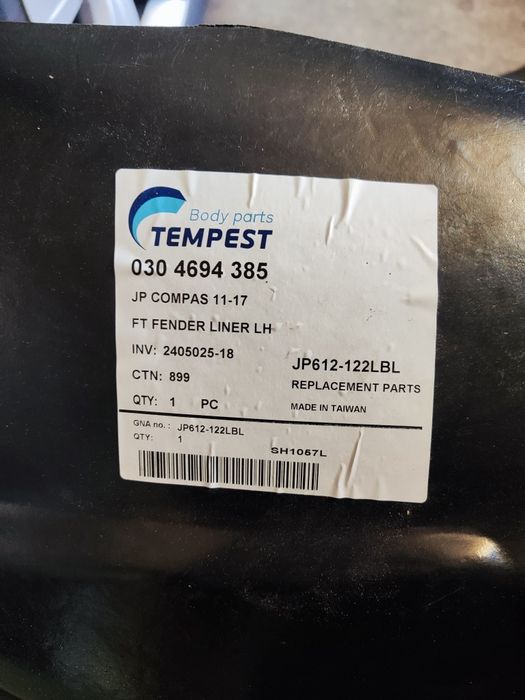 Body parts
TEMPEST
030 4694 385
JP COMPAS 11-17
FT FENDER LINER LH
INV: 2405025-18
JP612-122LBL
CTN: 899
REPLACEMENT PARTS
QTY: 1 PC
MADE IN TAIWAN
GNA no.: JP612-122LBL
QTY: 1
SH1057L